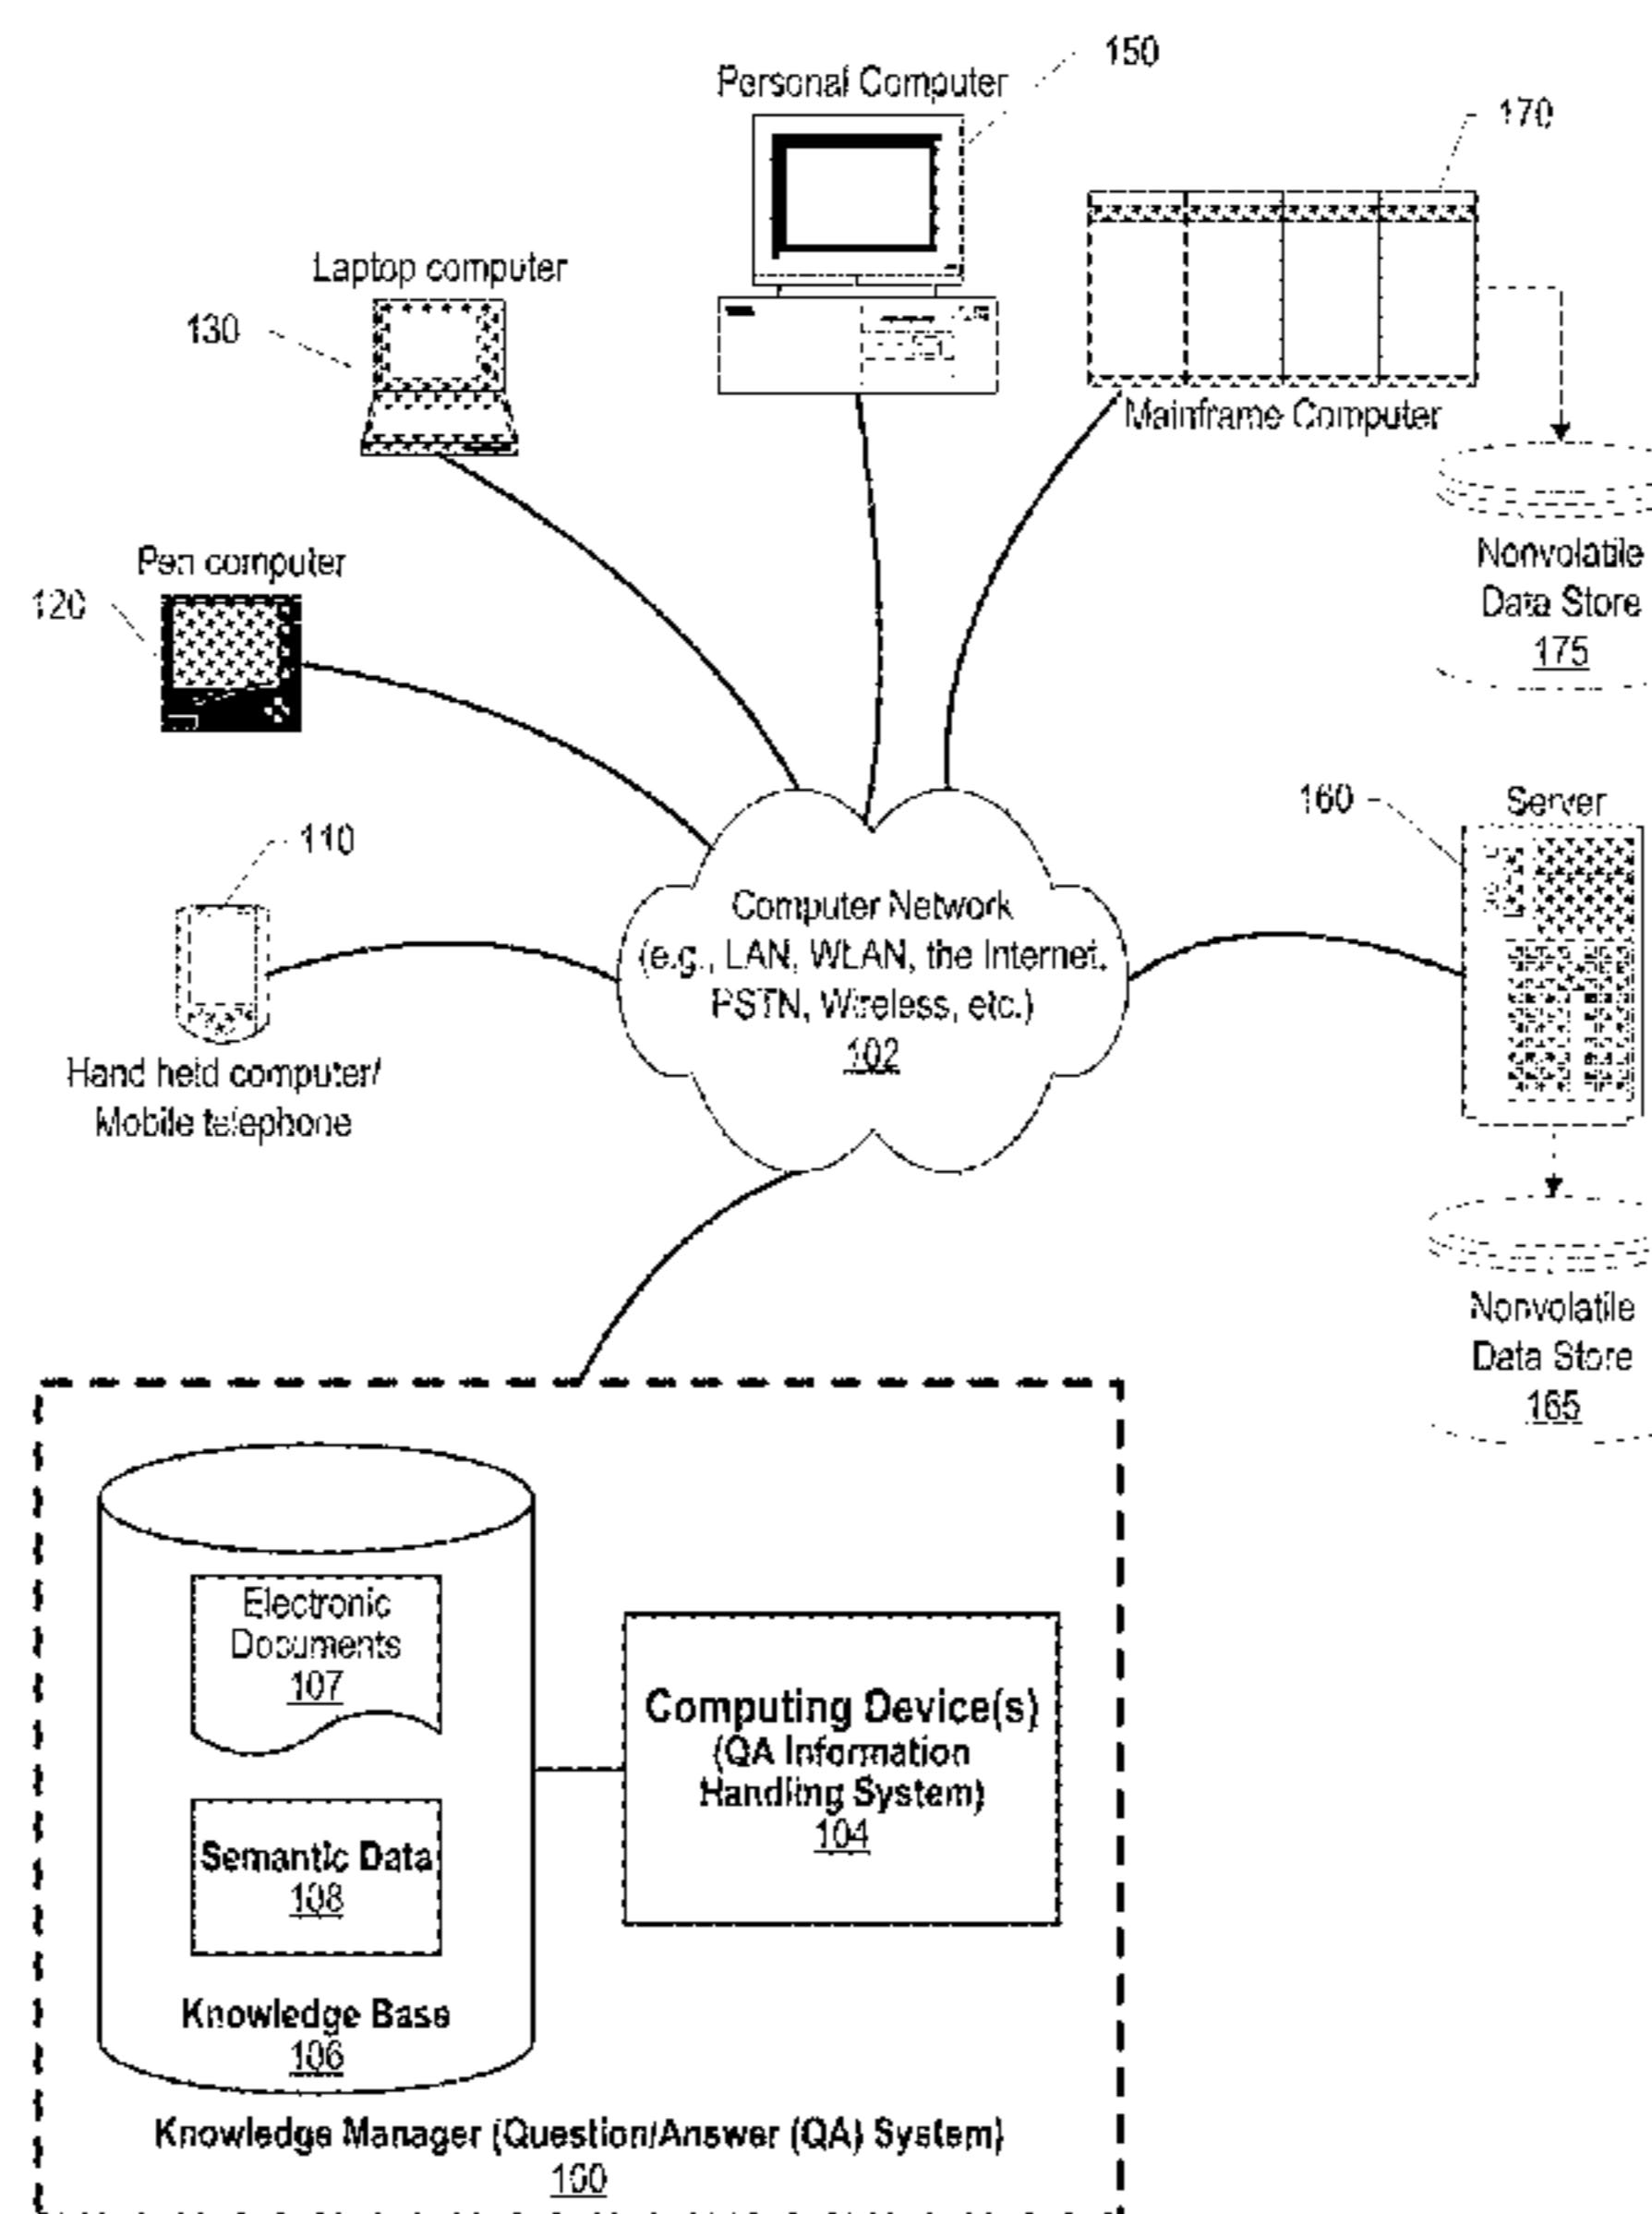 150
Personal Computer
170
Laptop computer
130
Mainframe Computer
Nonvolatile
Data Store
175
Pen computer
120
160
Server
110
Computer Network
(e.g., LAN, WLAN, the Internet,
PSTN, Wireless, etc.)
102
Hand held computer/
Mobile telephone
Nonvolatile
Data Store
165
Electronic
Documents
107
Computing Device(s)
(QA Information
Handling System)
104
Semantic Data
108
Knowledge Base
106
Knowledge Manager (Question/Answer (QA) System)
100